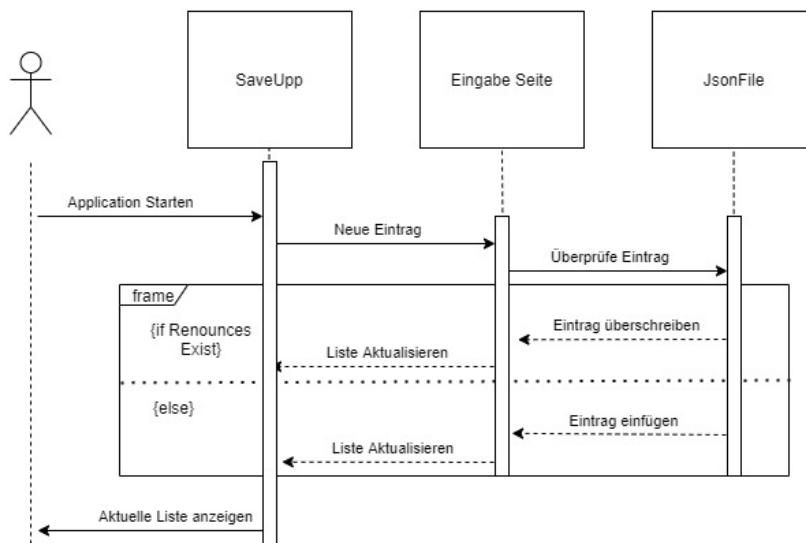 SaveUpp
Eingabe Seite
JsonFile
Application Starten
Neue Eintrag
Überprüfe Eintrag
frame
{if Renounces
Exist}
Eintrag überschreiben
Liste Aktualisieren
{else}
Eintrag einfügen
Liste Aktualisieren
Aktuelle Liste anzeigen